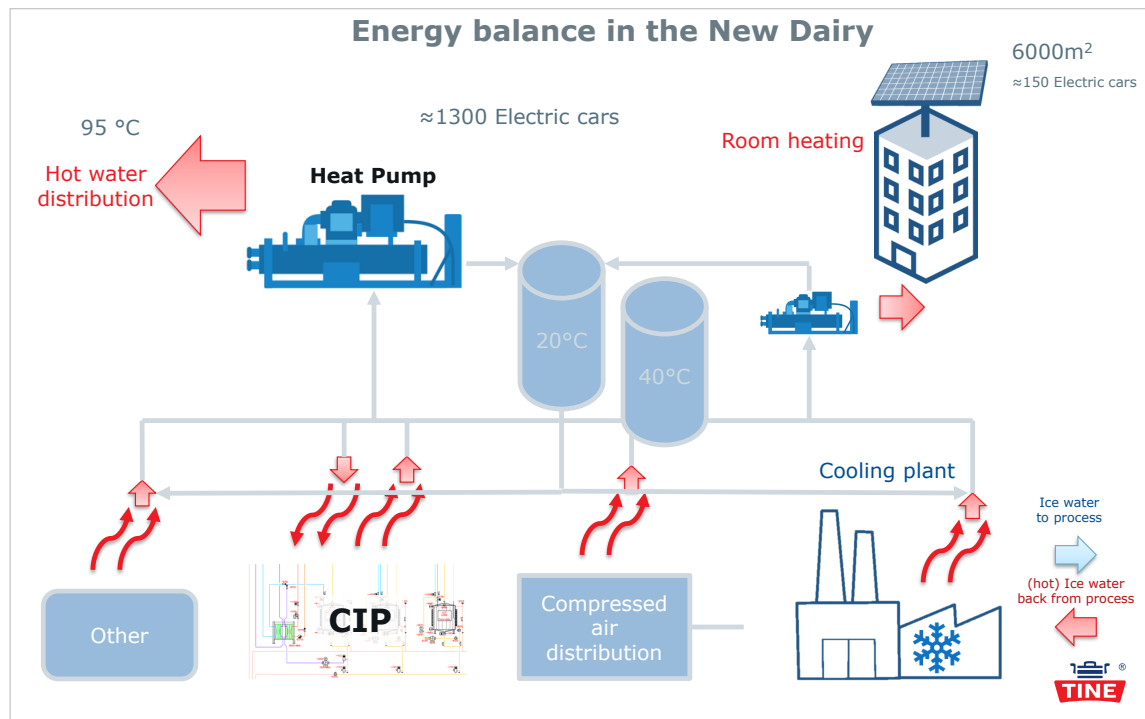 Energy balance in the New Dairy
6000m²
≈150 Electric cars
95 °C
≈1300 Electric cars
Hot water
distribution
Heat Pump
Room heating
20°C
40°C
Cooling plant
Ice water
to process
(hot) Ice water
back from process
Other
CIP
Compressed
air
distribution
TINE ®